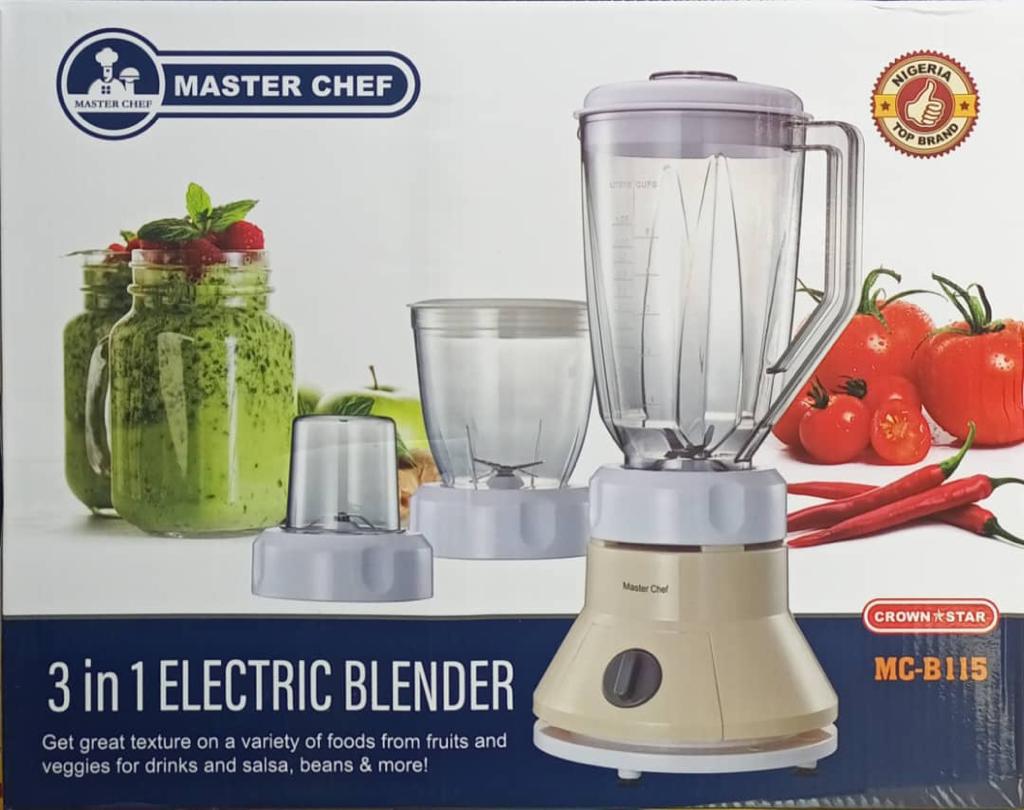 MASTER CHEF
MASTER CHEF
NIGERIA
TOP BRAND
CUPS
Master Chef
CROWN★STAR
MC-B115
3 in 1 ELECTRIC BLENDER
Get great texture on a variety of foods from fruits and
veggies for drinks and salsa, beans & more!